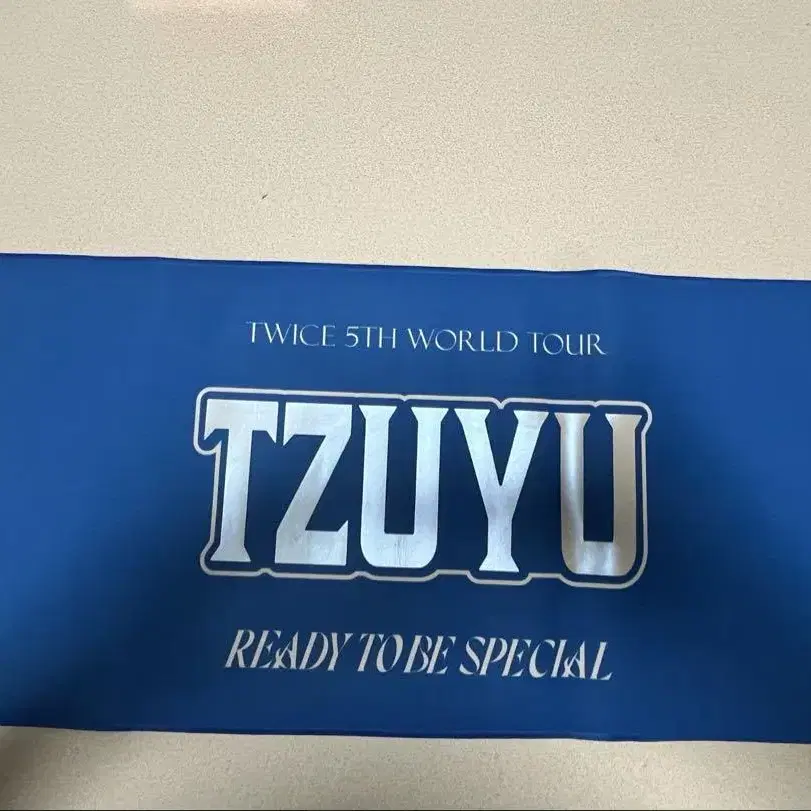 TWICE 5TH WORLD TOUR
TZUYU
READY TO BE SPECIAL